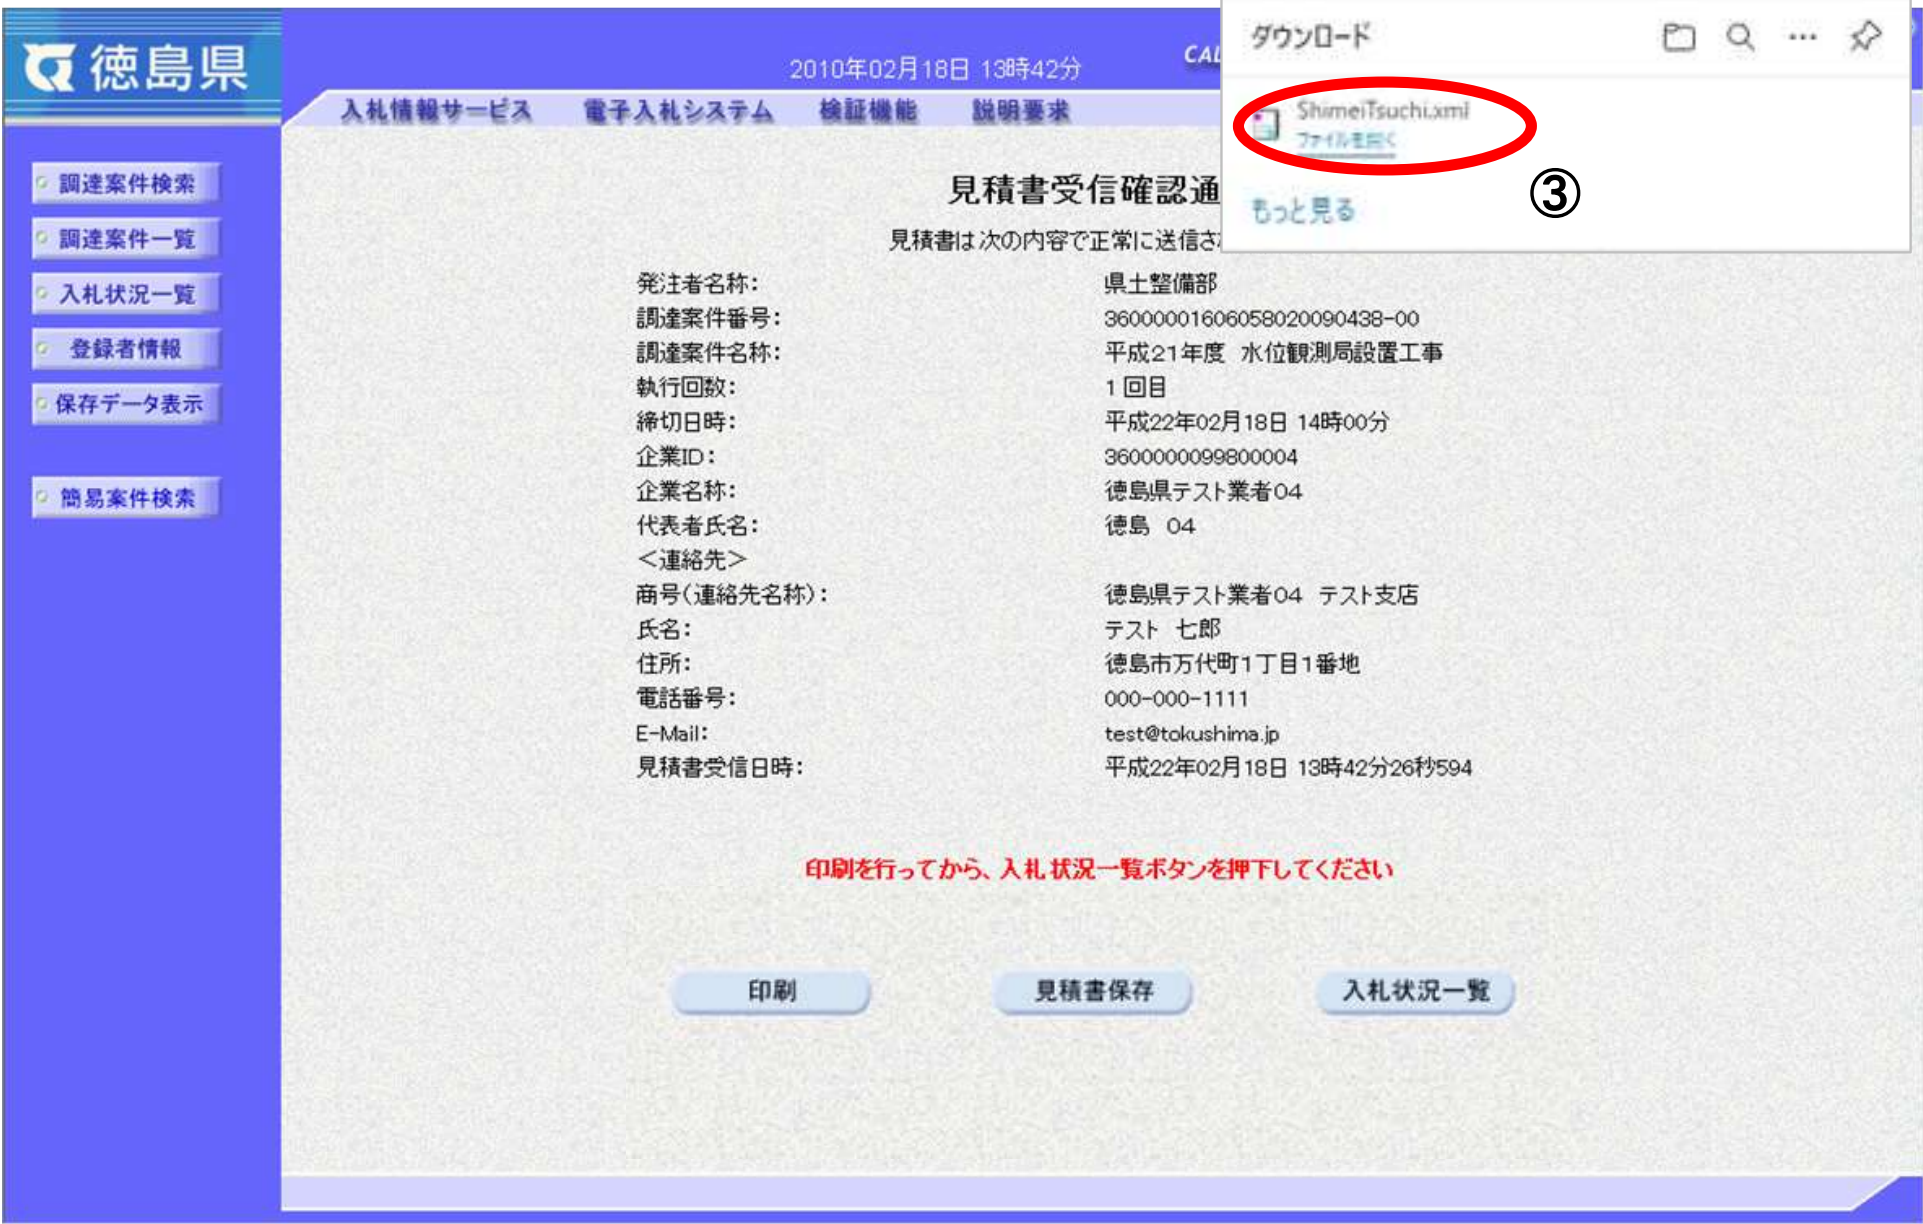 徳島県
2010年02月18日 13時42分
CAL
入札情報サービス 電子入札システム 検証機能 説明要求
ダウンロード
ShimeiTsuchi.xml
ファイルを開く
もっと見る
③
調達案件検索
調達案件一覧
入札状況一覧
登録者情報
保存データ表示
簡易案件検索
見積書受信確認通
見積書は次の内容で正常に送信さ
発注者名称: 県土整備部
調達案件番号: 3600000160605802009​0438-00
調達案件名称: 平成21年度 水位観測局設置工事
執行回数: 1回目
締切日時: 平成22年02月18日 14時00分
企業ID: 3600000099800004
企業名称: 徳島県テスト業者04
代表者氏名: 徳島 04
<連絡先>
商号(連絡先名称): 徳島県テスト業者04 テスト支店
氏名: テスト 七郎
住所: 徳島市万代町1丁目1番地
電話番号: 000-000-1111
E-Mail: test@tokushima.jp
見積書受信日時: 平成22年02月18日 13時42分26秒594
印刷を行ってから、入札状況一覧ボタンを押下してください
印刷 見積書保存 入札状況一覧